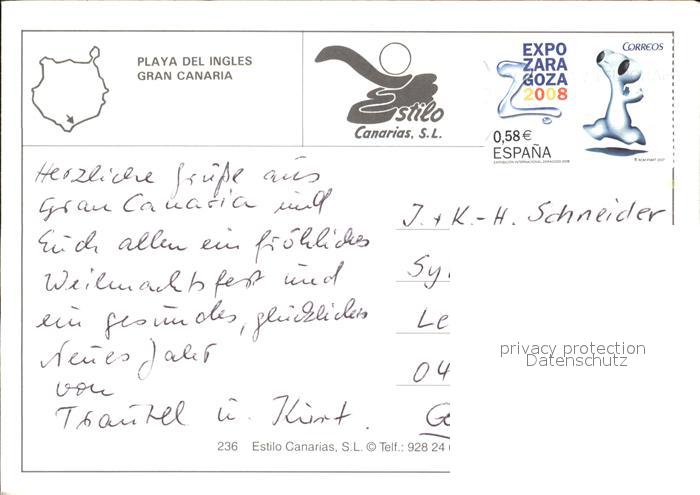 PLAYA DEL INGLES
GRAN CANARIA
Estilo
Canarias, S.L.
EXPO
ZARA
GOZA
2008
CORREOS
0,58€
ESPAÑA
Herzliche Grüße aus
Gran Canaria und
Euch allen ein fröhliches
Weihnachtsfest und
ein gesundes, glückliches
Neues Jahr
von
Trautel u. Kurt.
J. + K.-H. Schneider
Sy
Le
04
G
privacy protection
Datenschutz
236 Estilo Canarias, S.L. © Telf.: 928 24